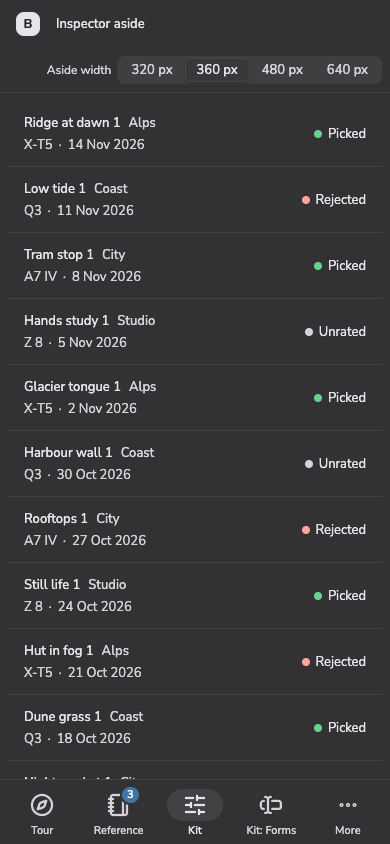 B Inspector aside
Aside width 320 px 360 px 480 px 640 px
Ridge at dawn 1 Alps
X-T5 · 14 Nov 2026
Picked
Low tide 1 Coast
Q3 · 11 Nov 2026
Rejected
Tram stop 1 City
A7 IV · 8 Nov 2026
Picked
Hands study 1 Studio
Z 8 · 5 Nov 2026
Unrated
Glacier tongue 1 Alps
X-T5 · 2 Nov 2026
Picked
Harbour wall 1 Coast
Q3 · 30 Oct 2026
Unrated
Rooftops 1 City
A7 IV · 27 Oct 2026
Rejected
Still life 1 Studio
Z 8 · 24 Oct 2026
Picked
Hut in fog 1 Alps
X-T5 · 21 Oct 2026
Rejected
Dune grass 1 Coast
Q3 · 18 Oct 2026
Picked
3
Tour Reference Kit Kit: Forms More